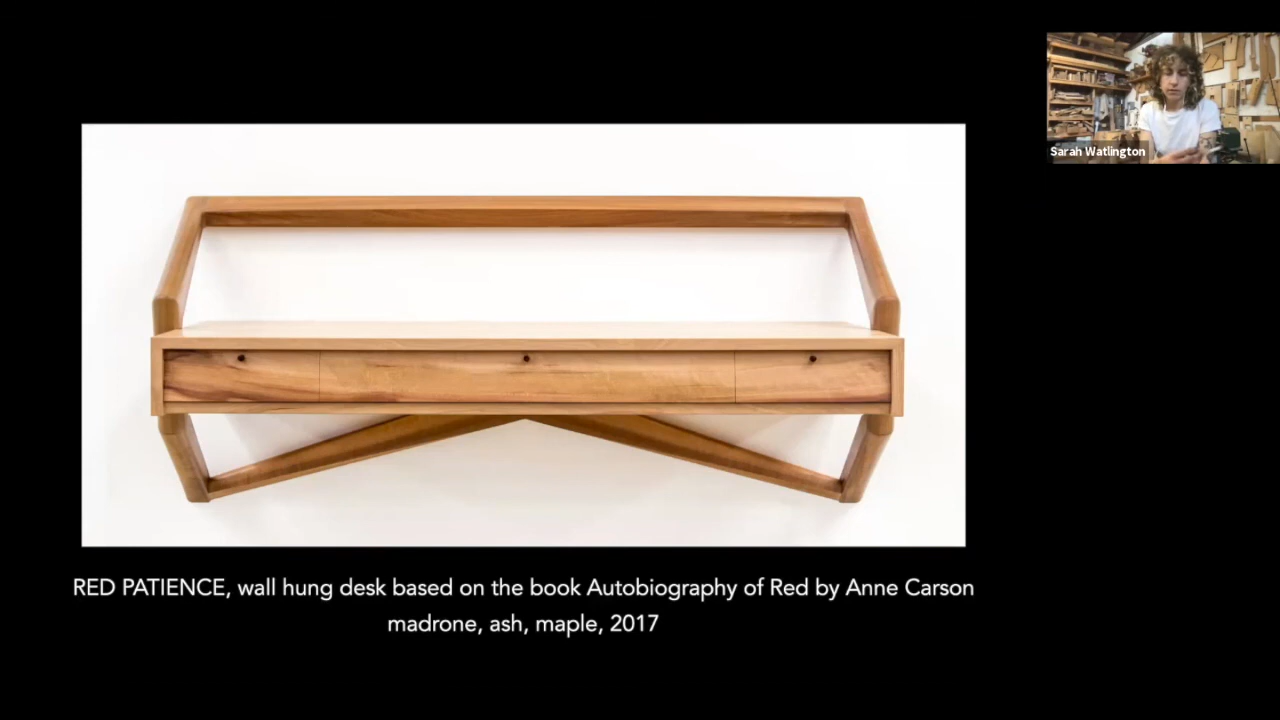 Sarah Watlington
RED PATIENCE, wall hung desk based on the book Autobiography of Red by Anne Carson
madrone, ash, maple, 2017